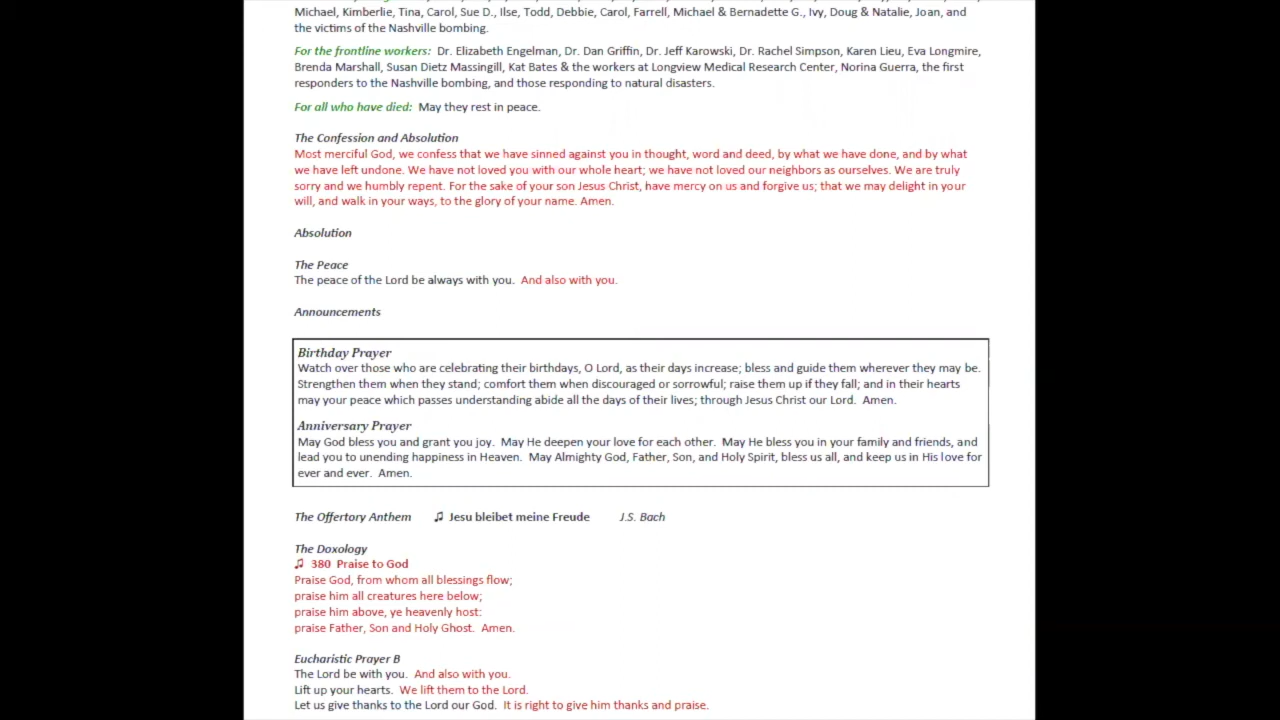 Michael, Kimberlie, Tina, Carol, Sue D., Ilse, Todd, Debbie, Carol, Farrell, Michael & Bernadette G., Ivy, Doug & Natalie, Joan, and
the victims of the Nashville bombing.
For the frontline workers: Dr. Elizabeth Engelman, Dr. Dan Griffin, Dr. Jeff Karowski, Dr. Rachel Simpson, Karen Lieu, Eva Longmire,
Brenda Marshall, Susan Dietz Massingill, Kat Bates & the workers at Longview Medical Research Center, Norina Guerra, the first
responders to the Nashville bombing, and those responding to natural disasters.
For all who have died: May they rest in peace.
The Confession and Absolution
Most merciful God, we confess that we have sinned against you in thought, word and deed, by what we have done, and by what
we have left undone. We have not loved you with our whole heart; we have not loved our neighbors as ourselves. We are truly
sorry and we humbly repent. For the sake of your son Jesus Christ, have mercy on us and forgive us; that we may delight in your
will, and walk in your ways, to the glory of your name. Amen.
Absolution
The Peace
The peace of the Lord be always with you. And also with you.
Announcements
Birthday Prayer
Watch over those who are celebrating their birthdays, O Lord, as their days increase; bless and guide them wherever they may be.
Strengthen them when they stand; comfort them when discouraged or sorrowful; raise them up if they fall; and in their hearts
may your peace which passes understanding abide all the days of their lives; through Jesus Christ our Lord. Amen.
Anniversary Prayer
May God bless you and grant you joy. May He deepen your love for each other. May He bless you in your family and friends, and
lead you to unending happiness in Heaven. May Almighty God, Father, Son, and Holy Spirit, bless us all, and keep us in His love for
ever and ever. Amen.
The Offertory Anthem ♫ Jesu bleibet meine Freude J.S. Bach
The Doxology
♫ 380 Praise to God
Praise God, from whom all blessings flow;
praise him all creatures here below;
praise him above, ye heavenly host:
praise Father, Son and Holy Ghost. Amen.
Eucharistic Prayer B
The Lord be with you. And also with you.
Lift up your hearts. We lift them to the Lord.
Let us give thanks to the Lord our God. It is right to give him thanks and praise.